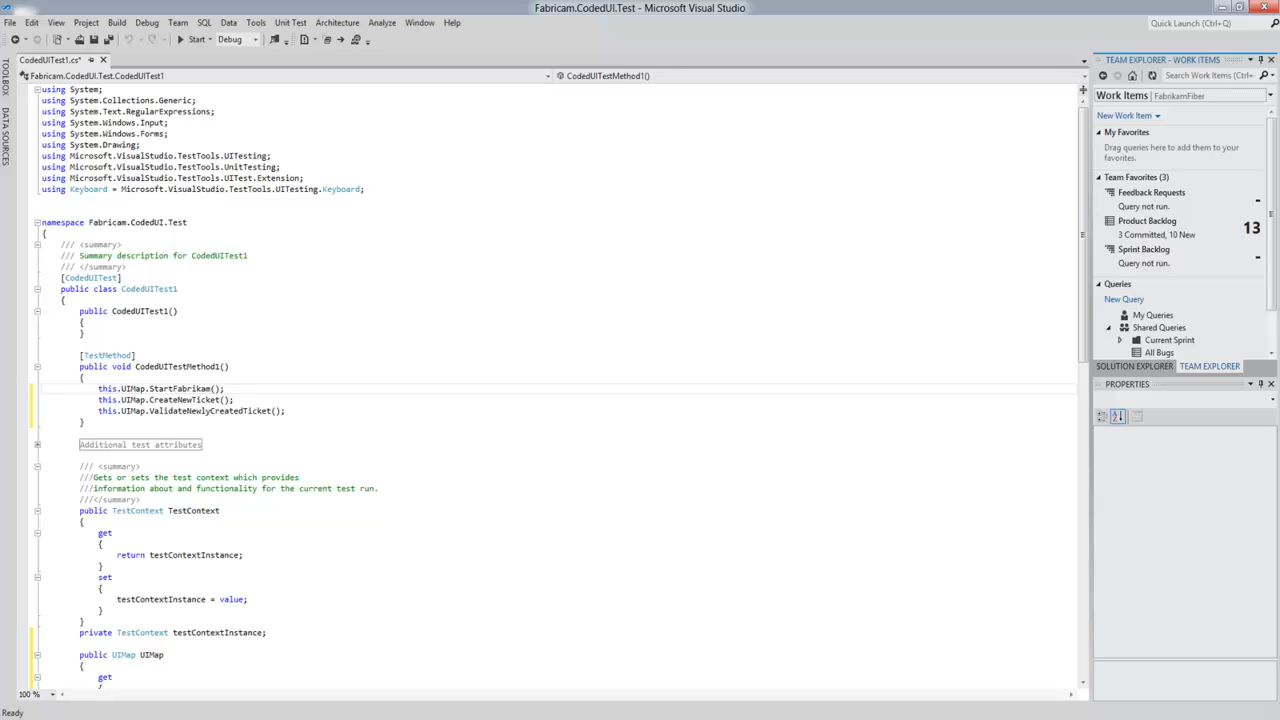 Fabricam.CodedUI.Test - Microsoft Visual Studio
File Edit View Project Build Debug Team SQL Data Tools Unit Test Architecture Analyze Window Help
Quick Launch (Ctrl+Q)
Start Debug
CodedUITest1.cs*
Fabricam.CodedUI.Test.CodedUITest1
CodedUITestMethod1()
TOOLBOX
DATA SOURCES
using System;
using System.Collections.Generic;
using System.Text.RegularExpressions;
using System.Windows.Input;
using System.Windows.Forms;
using System.Drawing;
using Microsoft.VisualStudio.TestTools.UITesting;
using Microsoft.VisualStudio.TestTools.UnitTesting;
using Microsoft.VisualStudio.TestTools.UITest.Extension;
using Keyboard = Microsoft.VisualStudio.TestTools.UITesting.Keyboard;
namespace Fabricam.CodedUI.Test
{
/// <summary>
/// Summary description for CodedUITest1
/// </summary>
[CodedUITest]
public class CodedUITest1
{
public CodedUITest1()
{
}
[TestMethod]
public void CodedUITestMethod1()
{
this.UIMap.StartFabrikam();
this.UIMap.CreateNewTicket();
this.UIMap.ValidateNewlyCreatedTicket();
}
Additional test attributes
/// <summary>
///Gets or sets the test context which provides
///information about and functionality for the current test run.
///</summary>
public TestContext TestContext
{
get
{
return testContextInstance;
}
set
{
testContextInstance = value;
}
}
private TestContext testContextInstance;
public UIMap UIMap
{
get
{
100 %
Ready
TEAM EXPLORER - WORK ITEMS
Search Work Items (Ctrl+
Work Items FabrikamFiber
New Work Item
My Favorites
Drag queries here to add them to your
favorites.
Team Favorites (3)
Feedback Requests
Query not run. -
Product Backlog
3 Committed, 10 New 13
Sprint Backlog
Query not run. -
Queries
New Query
My Queries
Shared Queries
Current Sprint
All Bugs
SOLUTION EXPLORER TEAM EXPLORER
PROPERTIES